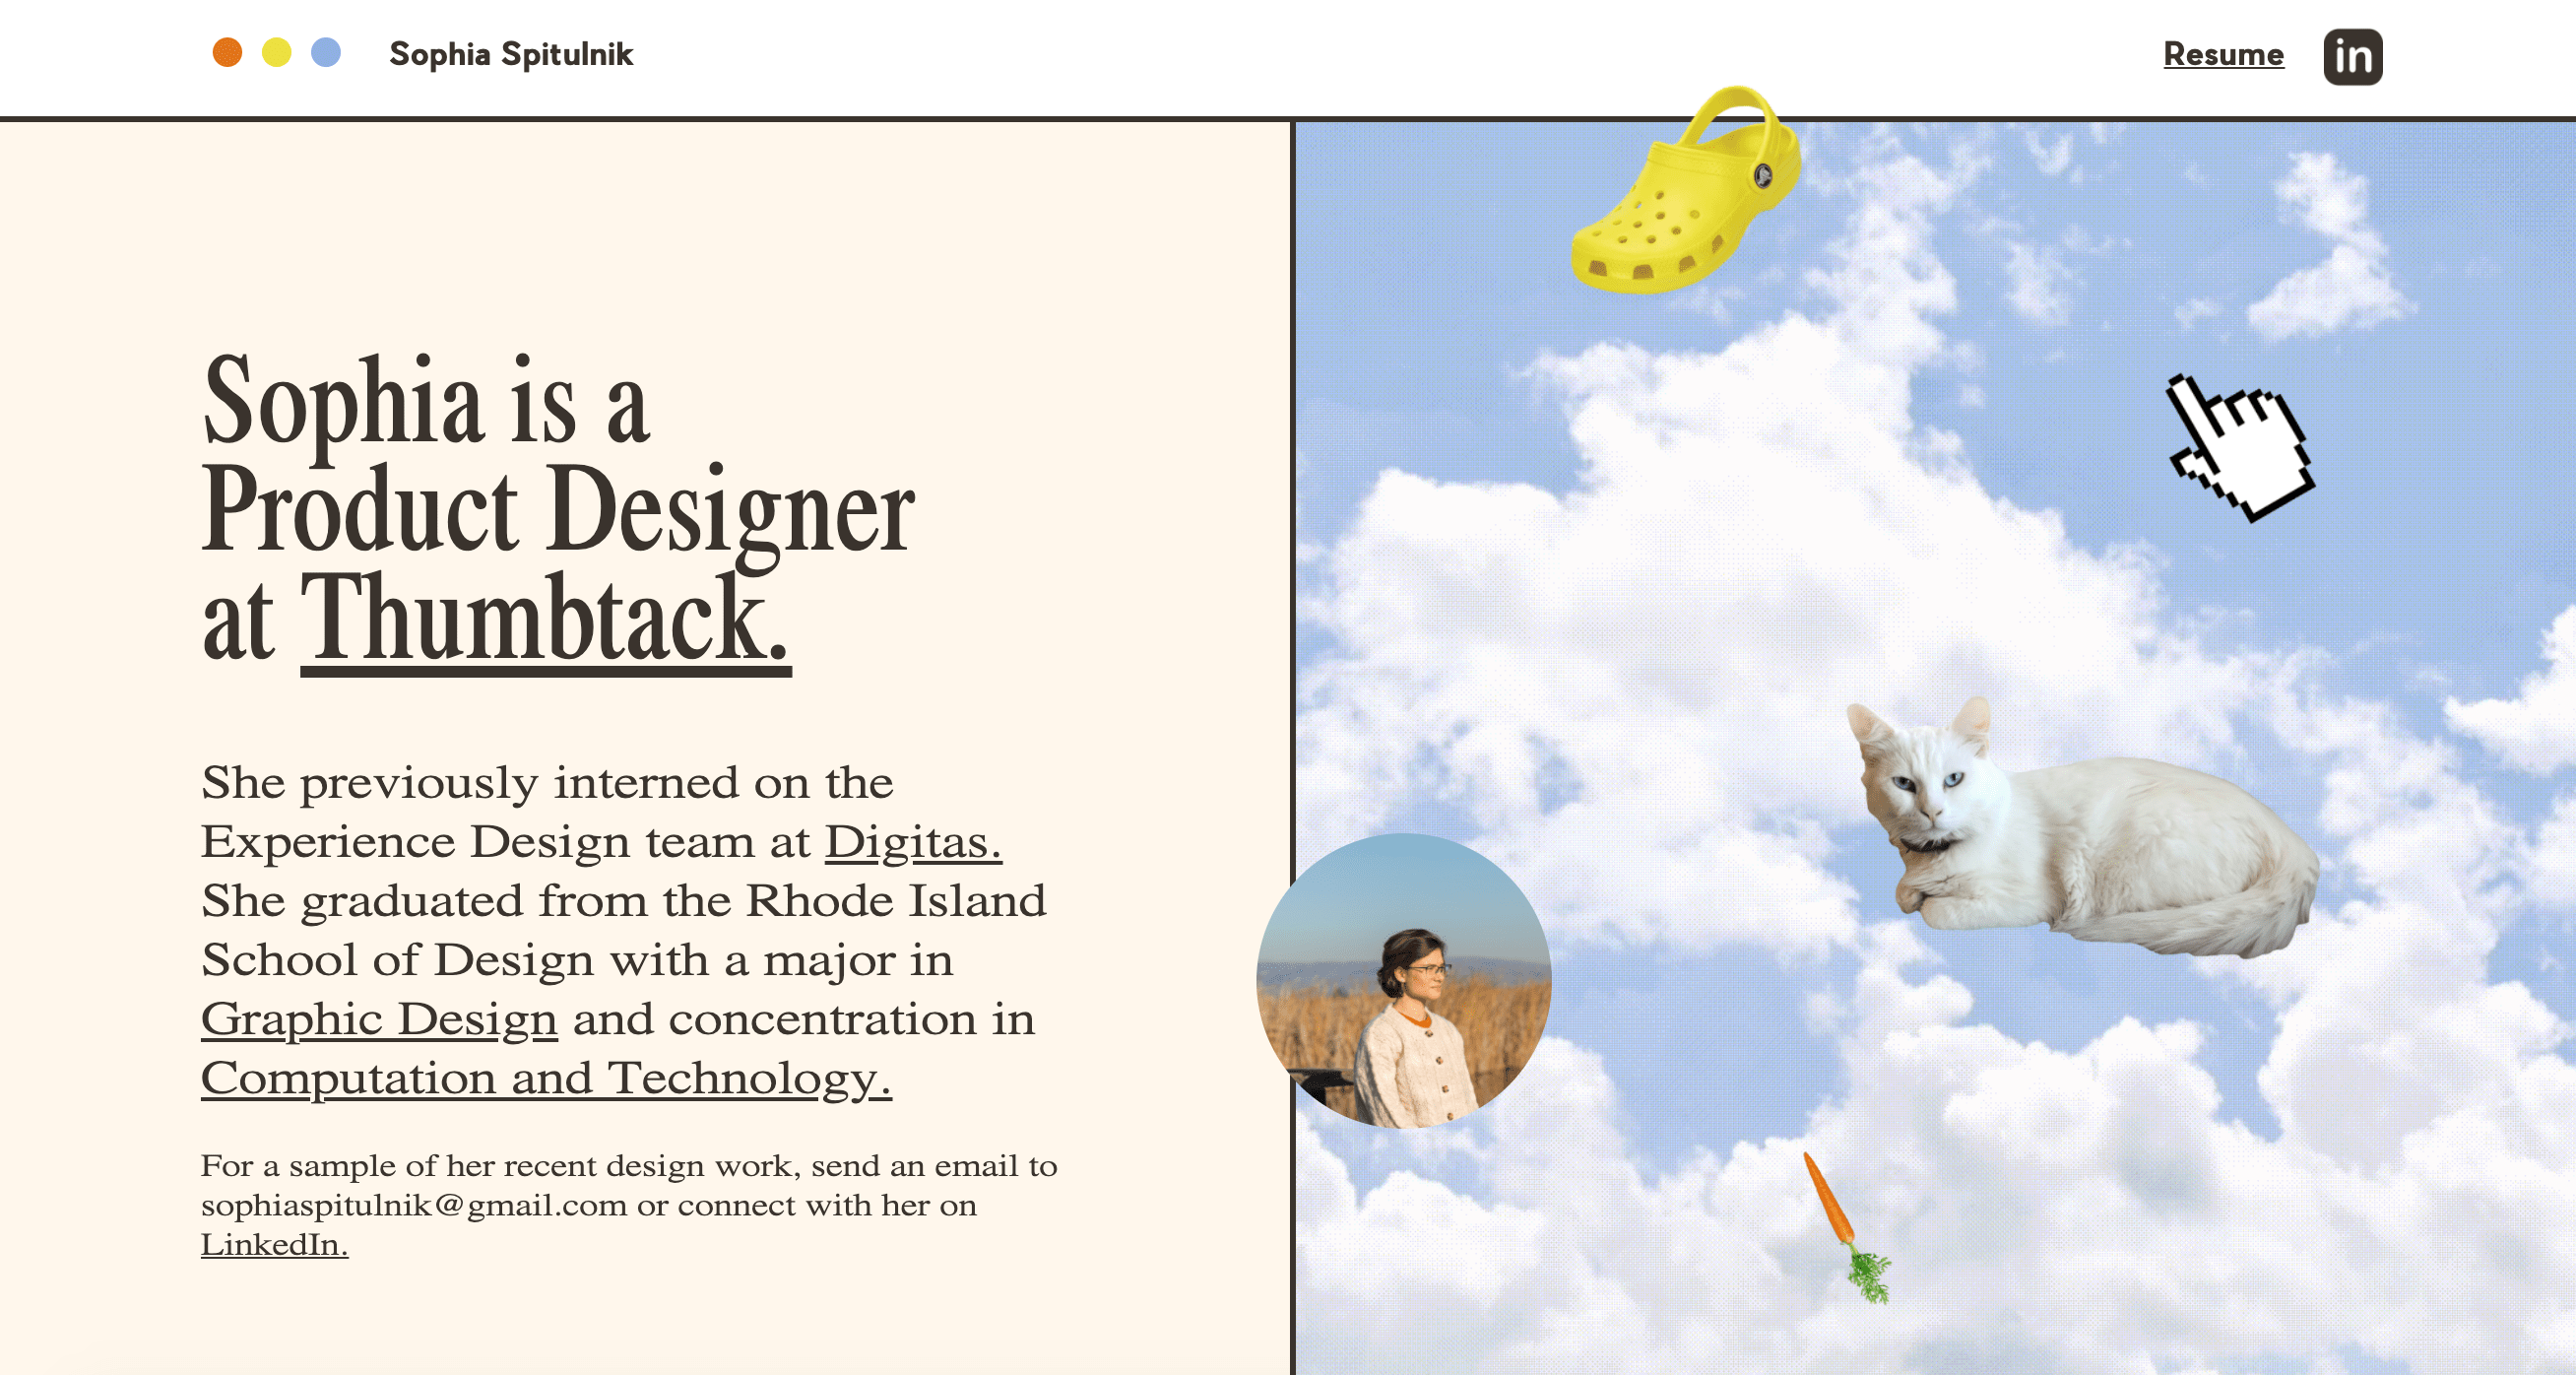 Sophia Spitulnik
Resume
in
Sophia is a
Product Designer
at Thumbtack.
She previously interned on the
Experience Design team at Digitas.
She graduated from the Rhode Island
School of Design with a major in
Graphic Design and concentration in
Computation and Technology.
For a sample of her recent design work, send an email to
sophiaspitulnik@gmail.com or connect with her on
LinkedIn.